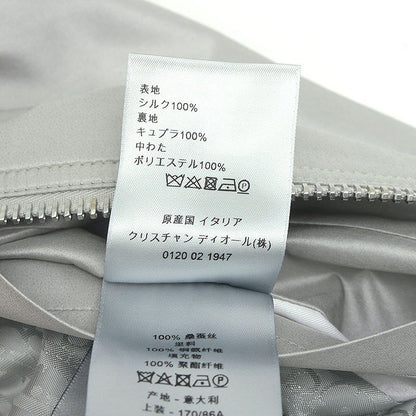 表地
シルク100%
裏地
キュプラ100%
中わた
ポリエステル100%
原産国 イタリア
クリスチャン ディオール(株)
0120 02 1947
100% 桑蚕丝
里料
100% 铜氨纤维
填充物
100% 聚酯纤维
产地 - 意大利
上装 - 170/86A